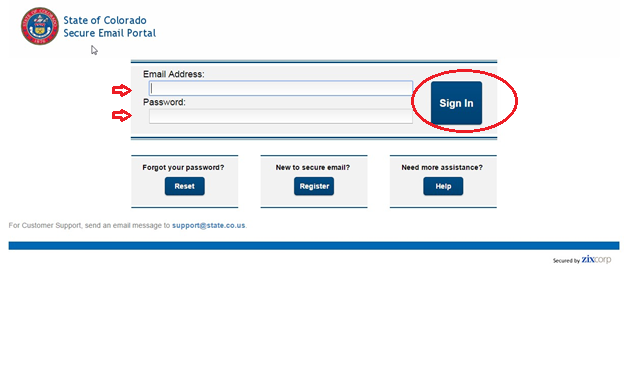 State of Colorado
Secure Email Portal
Email Address:
Password:
Sign In
Forgot your password?
Reset
New to secure email?
Register
Need more assistance?
Help
For Customer Support, send an email message to support@state.co.us.
Secured by zixcorp